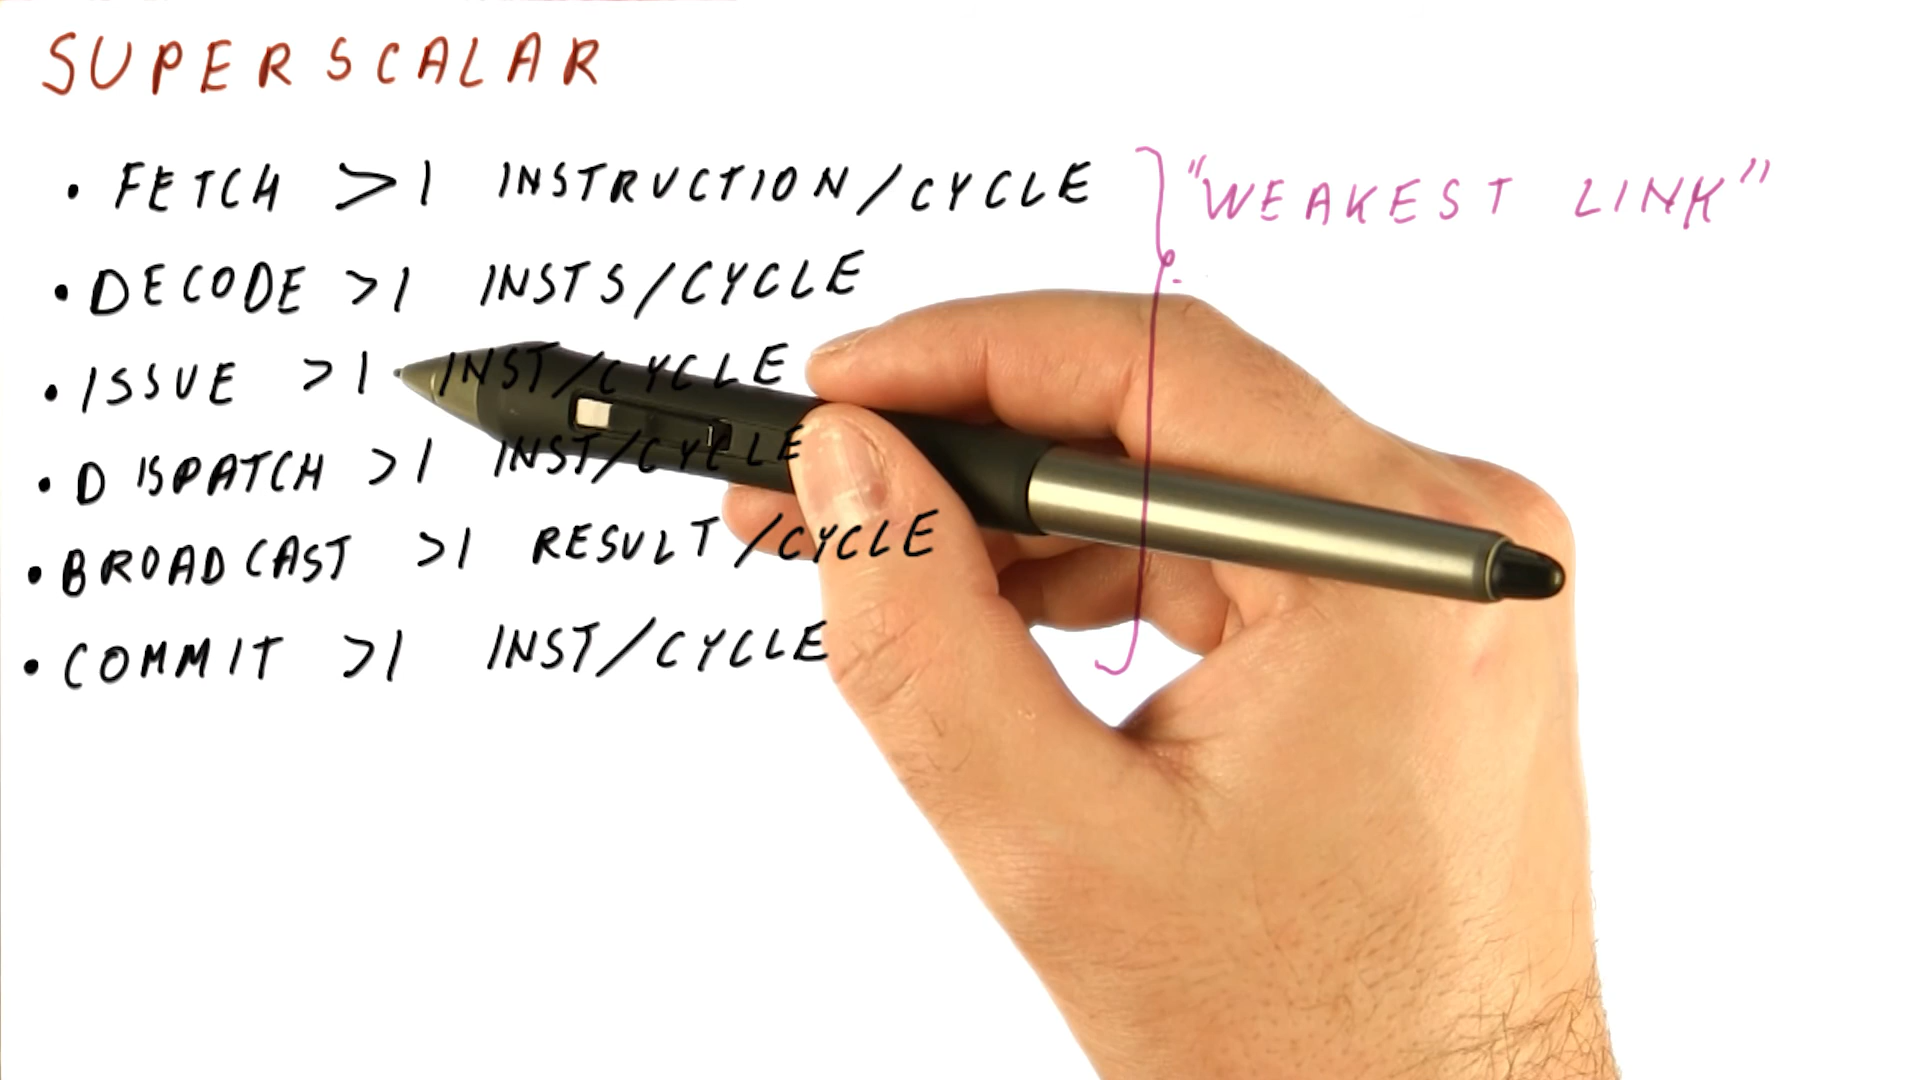 SUPERSCALAR
• FETCH >1 INSTRUCTION/CYCLE
"WEAKEST LINK"
• DECODE >1 INSTS/CYCLE
• ISSUE >1 INST/CYCLE
• DISPATCH >1 INST/CYCLE
• BROADCAST >1 RESULT/CYCLE
• COMMIT >1 INST/CYCLE